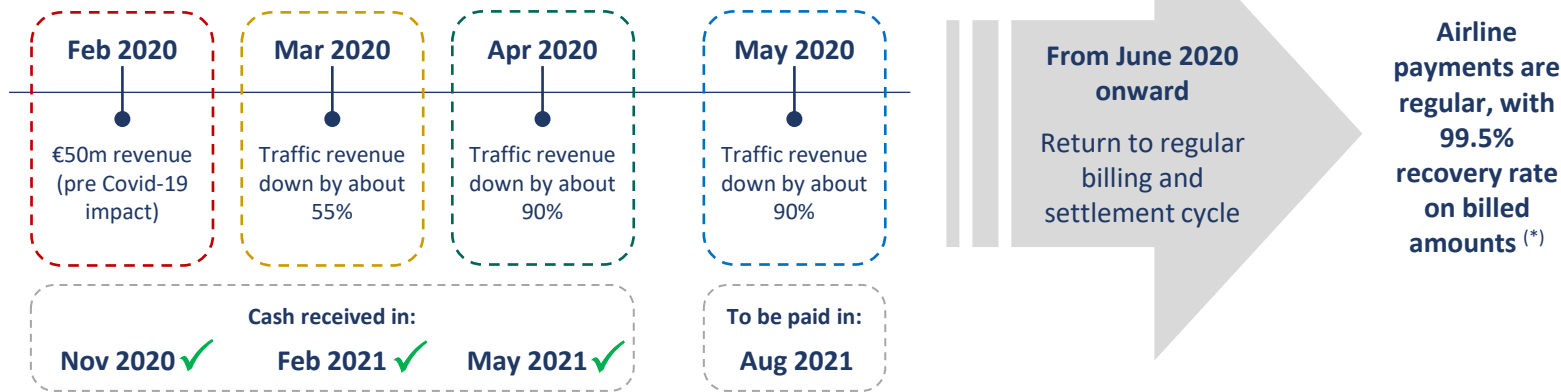 Feb 2020
€50m revenue
(pre Covid-19
impact)
Mar 2020
Traffic revenue
down by about
55%
Apr 2020
Traffic revenue
down by about
90%
May 2020
Traffic revenue
down by about
90%
Cash received in:
Nov 2020
Feb 2021
May 2021
To be paid in:
Aug 2021
From June 2020
onward
Return to regular
billing and
settlement cycle
Airline
payments are
regular, with
99.5%
recovery rate
on billed
amounts (*)